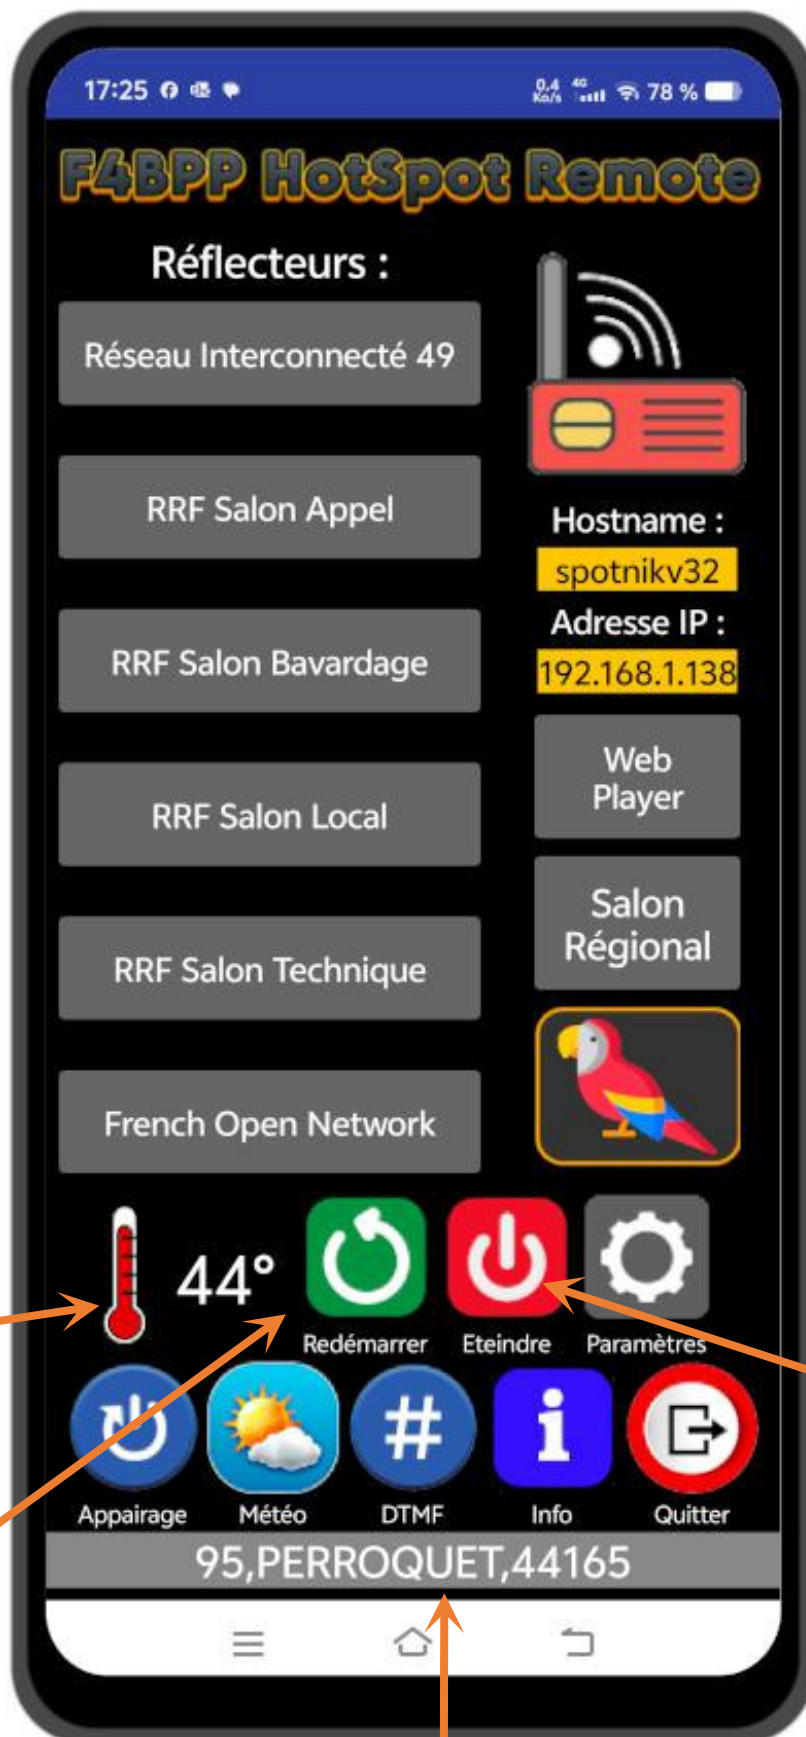 17:25
0.4 Ko/s 4G 78 %
F4BPP HotSpot Remote
Réflecteurs :
Réseau Interconnecté 49
RRF Salon Appel
RRF Salon Bavardage
RRF Salon Local
RRF Salon Technique
French Open Network
Hostname :
spotnikv32
Adresse IP :
192.168.1.138
Web
Player
Salon
Régional
44°
Redémarrer Eteindre Paramètres
#
i
Appairage Météo DTMF Info Quitter
95,PERROQUET,44165